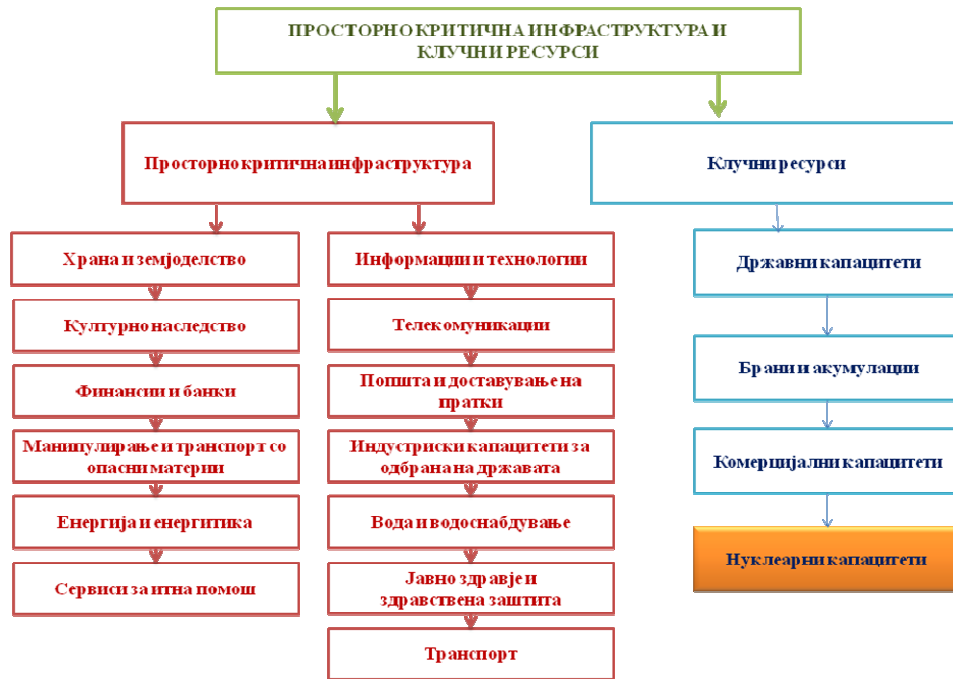 ПРОСТОРНО КРИТИЧНА ИНФРАСТРУКТУРА И
КЛУЧНИ РЕСУРСИ
Просторно критична инфраструктура
Клучни ресурси
Храна и земјоделство
Културно наследство
Финансии и банки
Манипулирање и транспорт со
опасни материи
Енергија и енергитика
Сервиси за итна помош
Информации и технологии
Телекомуникации
Попшта и доставување на
пратки
Индустриски капацитети за
одбрана на државата
Вода и водоснабдување
Јавно здравје и
здравствена заштита
Транспорт
Државни капацитети
Брани и акумулации
Комерцијални капацитети
Нуклеарни капацитети